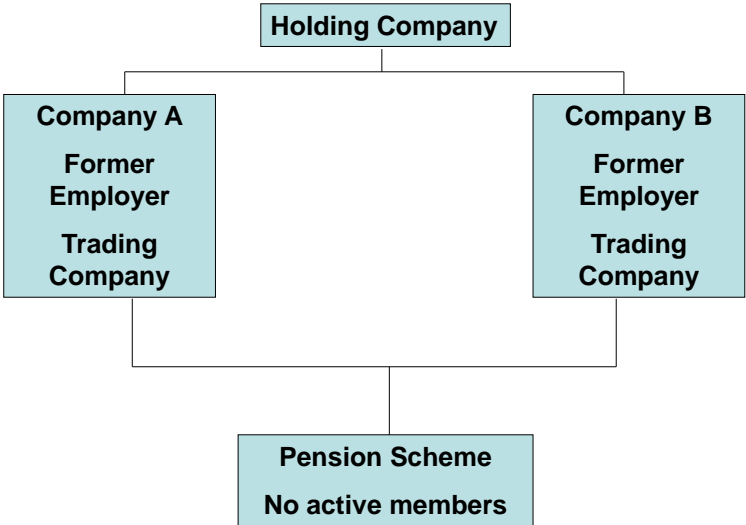 Holding Company
Company A
Former
Employer
Trading
Company
Company B
Former
Employer
Trading
Company
Pension Scheme
No active members